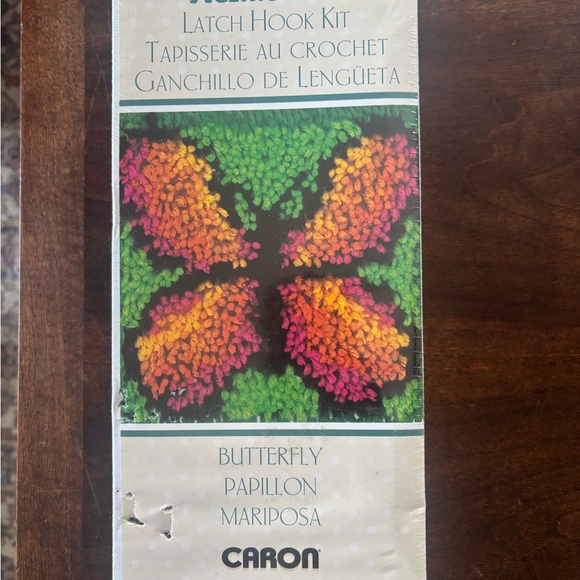 LATCH HOOK KIT
TAPISSERIE AU CROCHET
GANCHILLO DE LENGÜETA
BUTTERFLY
PAPILLON
MARIPOSA
CARON®